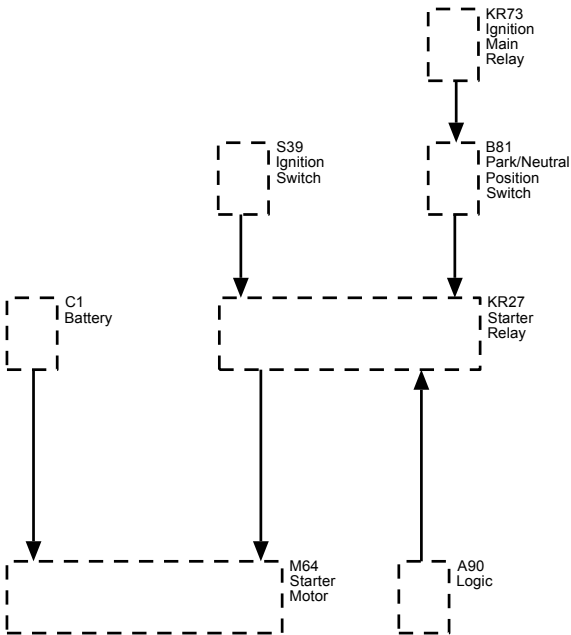 KR73
Ignition
Main
Relay
S39
Ignition
Switch
B81
Park/Neutral
Position
Switch
C1
Battery
KR27
Starter
Relay
M64
Starter
Motor
A90
Logic